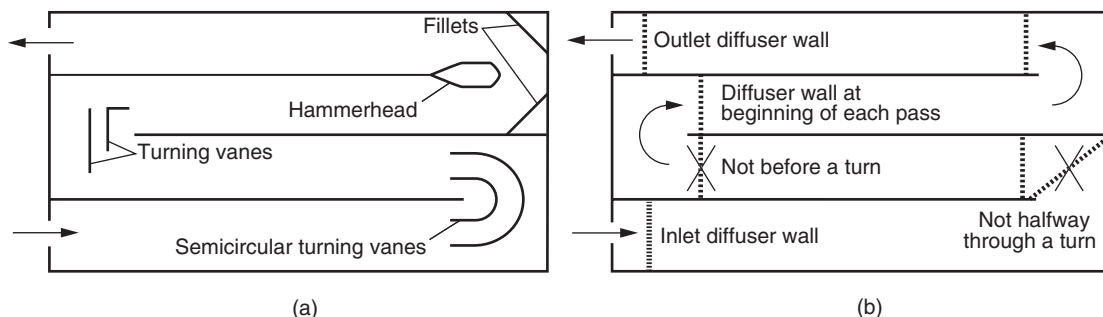 Fillets
Hammerhead
Turning vanes
Semicircular turning vanes
(a)
Outlet diffuser wall
Diffuser wall at
beginning of each pass
Not before a turn
Inlet diffuser wall
Not halfway
through a turn
(b)